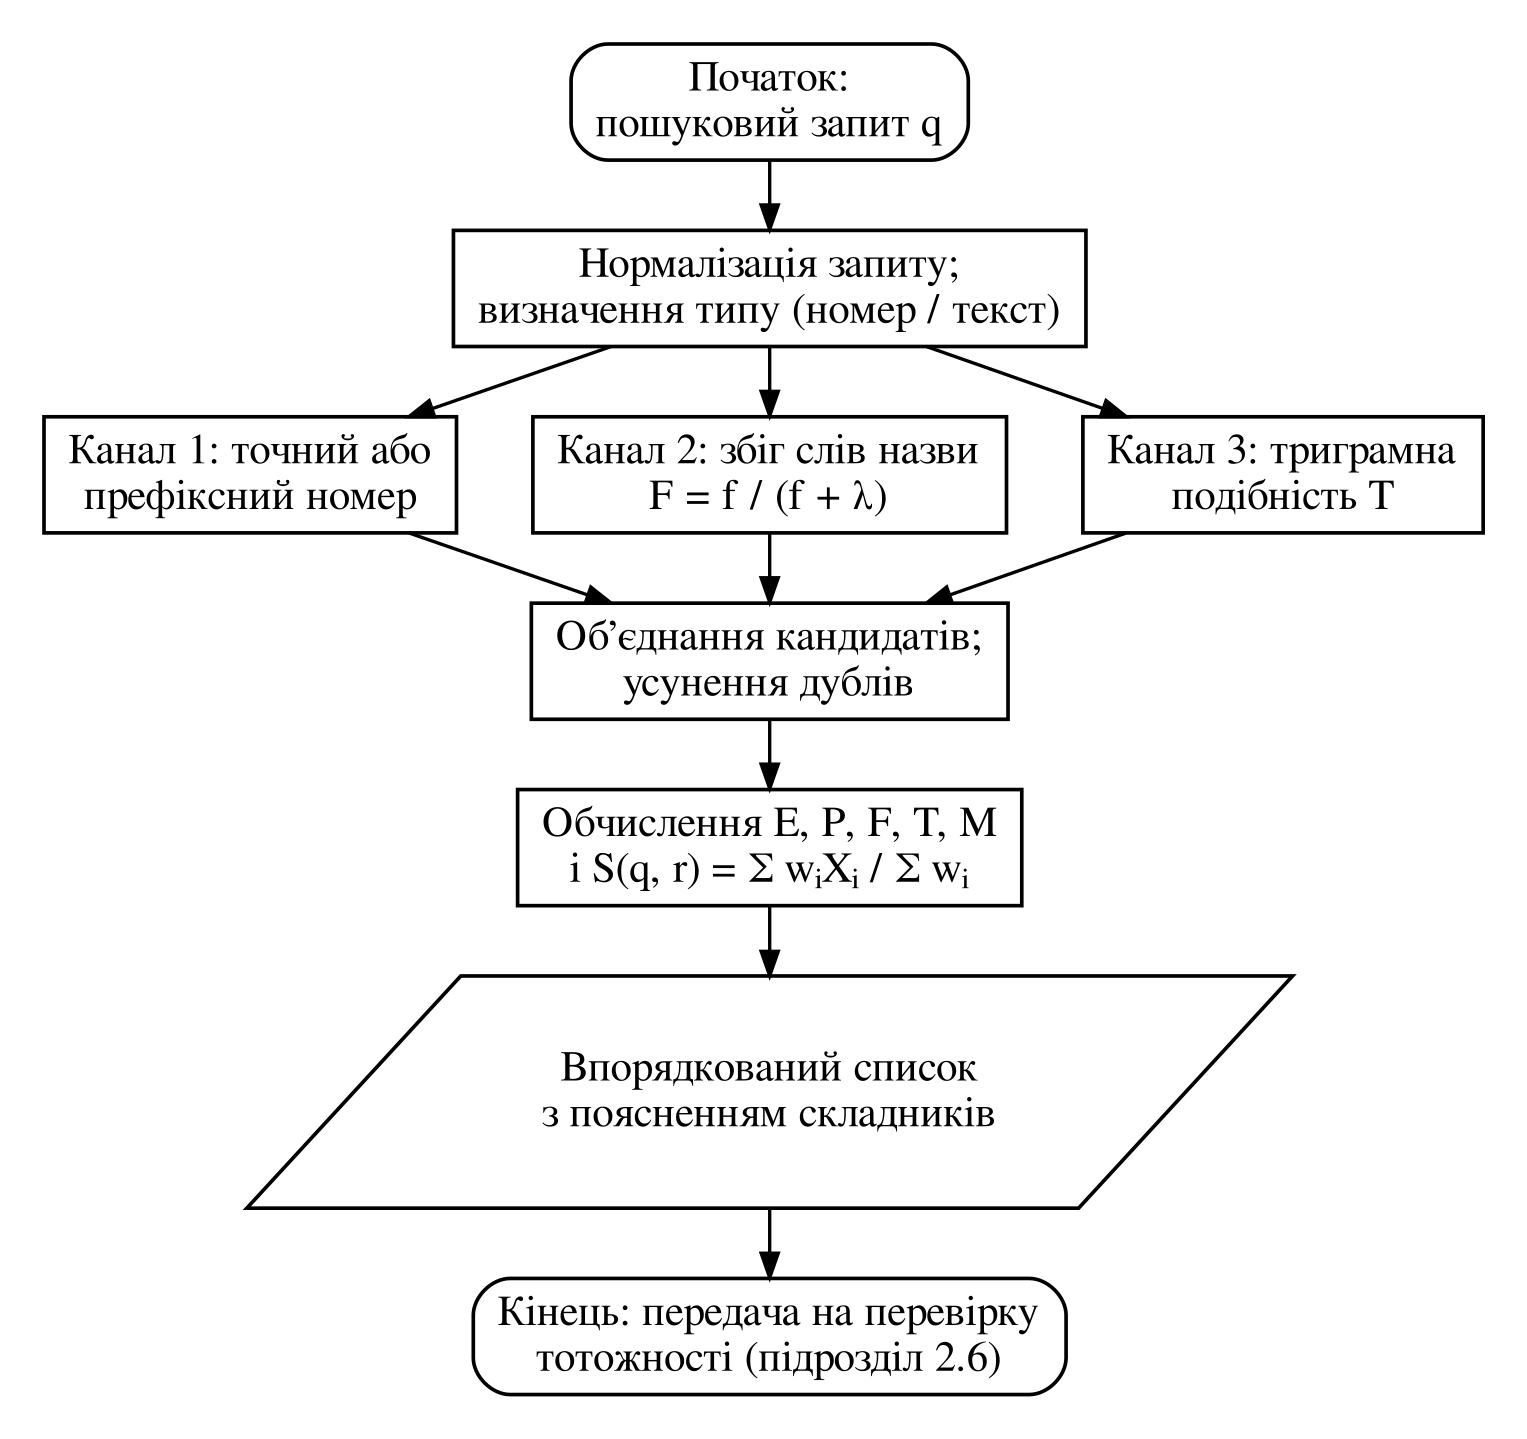 Початок:
пошуковий запит q
Нормалізація запиту;
визначення типу (номер / текст)
Канал 1: точний або
префіксний номер
Канал 2: збіг слів назви
F = f / (f + λ)
Канал 3: триграмна
подібність T
Об’єднання кандидатів;
усунення дублів
Обчислення E, P, F, T, M
і S(q, r) = Σ wᵢXᵢ / Σ wᵢ
Впорядкований список
з поясненням складників
Кінець: передача на перевірку
тотожності (підрозділ 2.6)